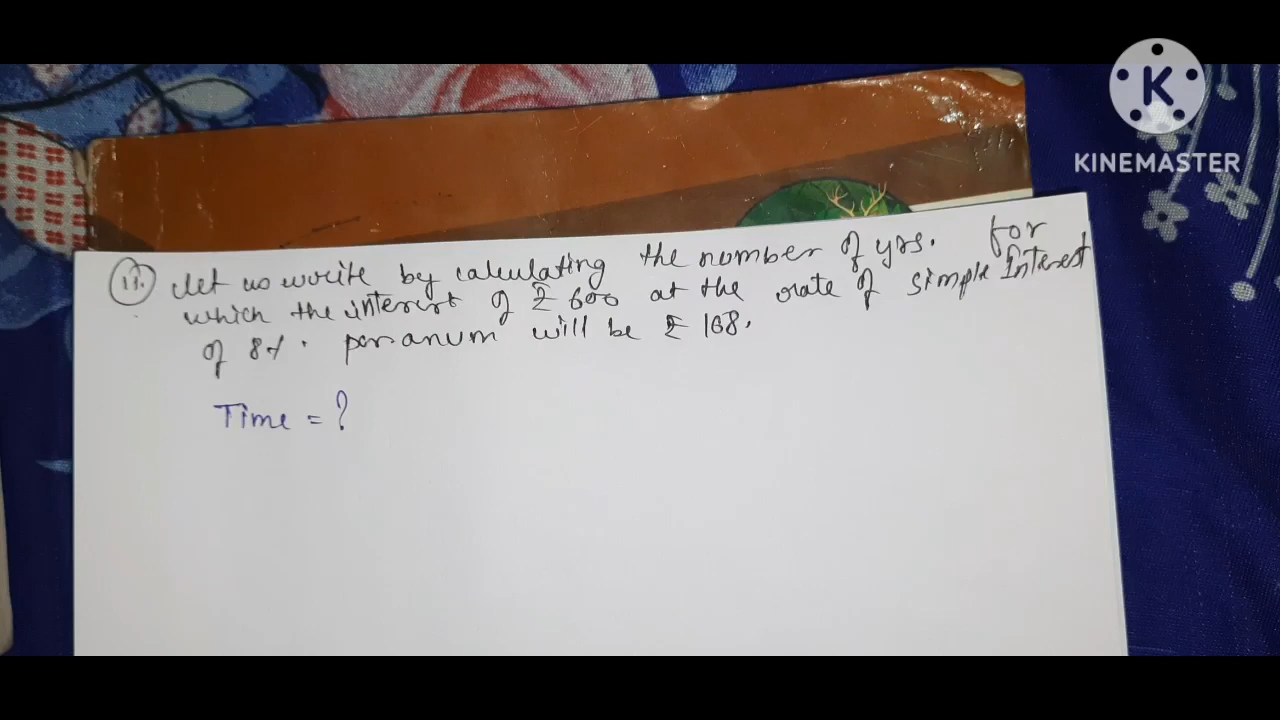 13. Let us write by calculating the number of yrs. for
which the interest of ₹ 600 at the rate of simple Interest
of 8%. per anum will be ₹ 168.
Time = ?
K
KINEMASTER